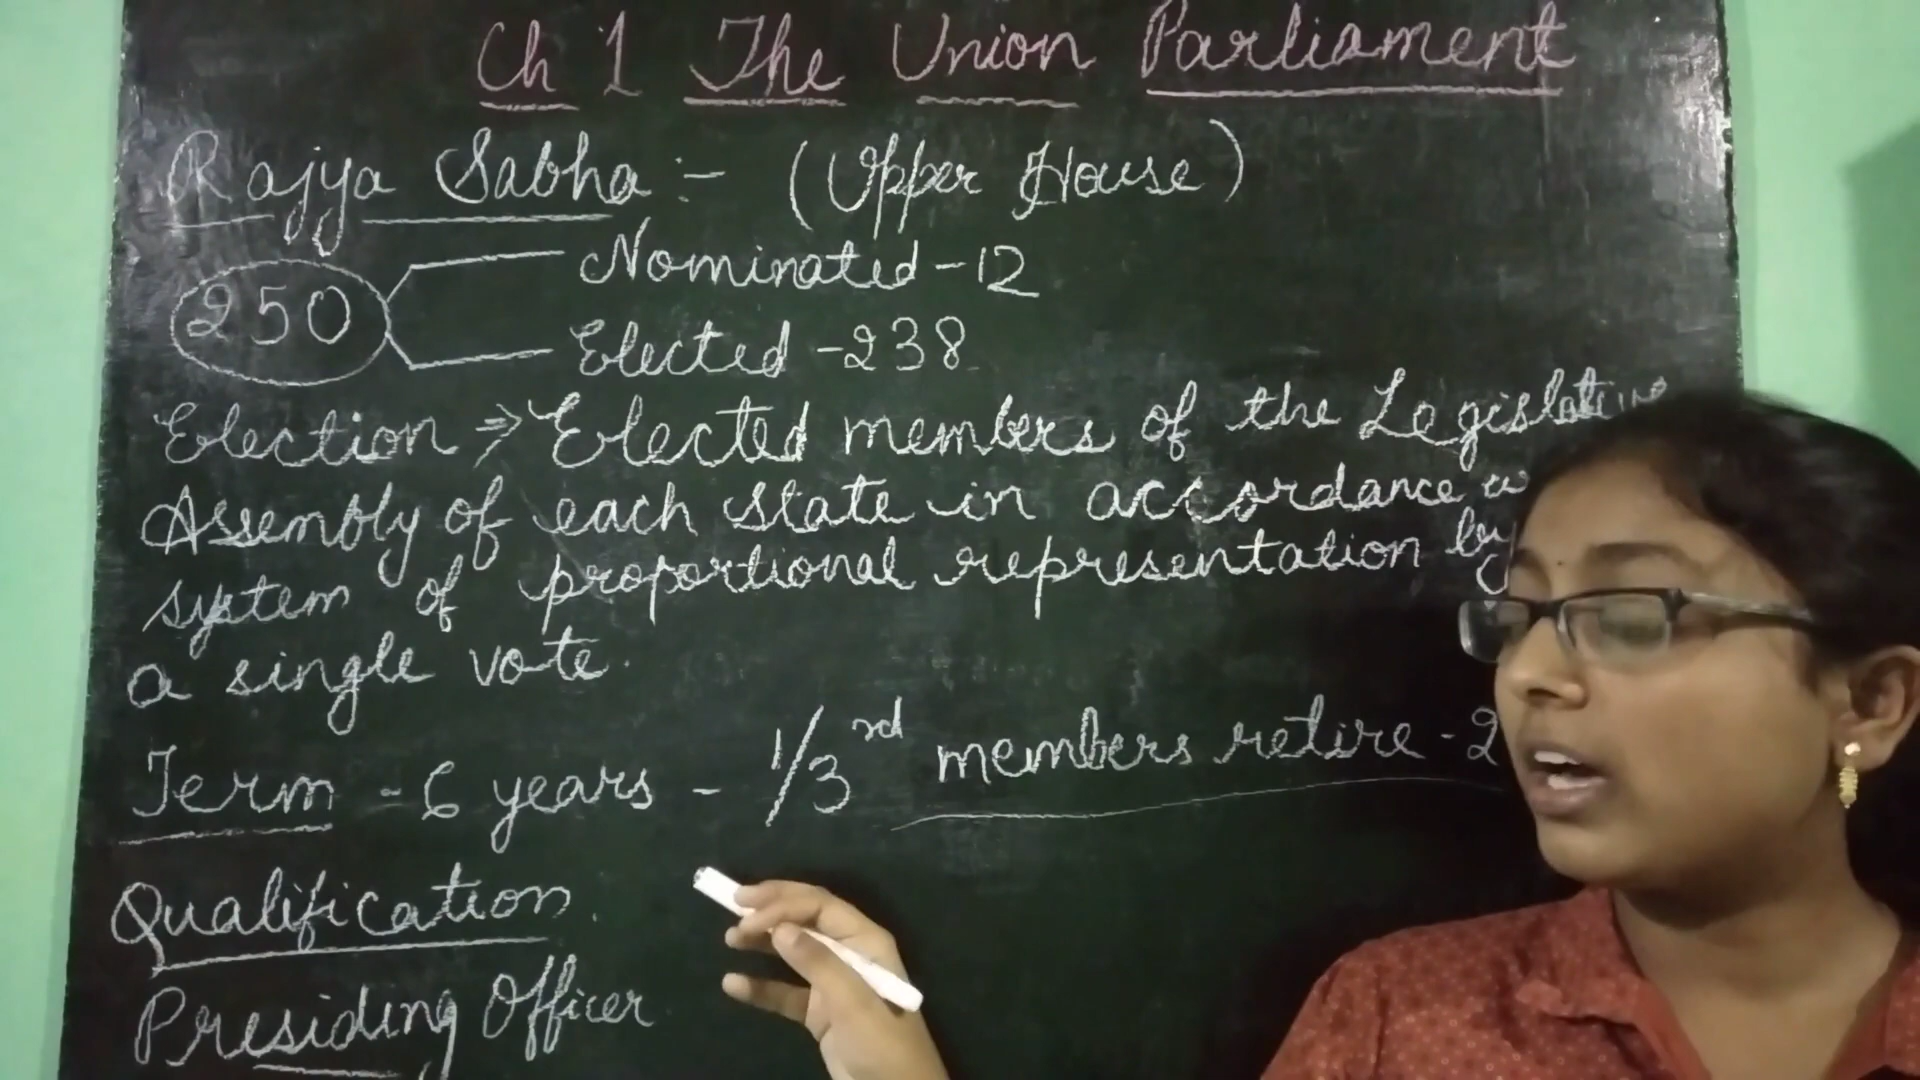 Ch 1 The Union Parliament
Rajya Sabha :- (Upper House)
250
Nominated - 12
Elected - 238
Election => Elected members of the Legislative
Assembly of each state in accordance
system of proportional representation by
a single vote.
Term - 6 years - 1/3rd members retire - 2
Qualification.
Presiding Officer